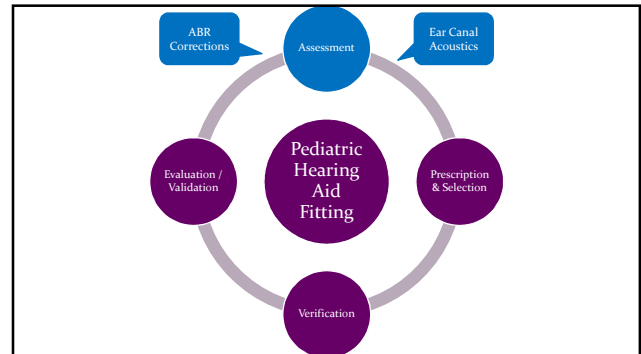 ABR
Corrections
Assessment
Ear Canal
Acoustics
Evaluation /
Validation
Pediatric
Hearing
Aid
Fitting
Prescription
& Selection
Verification